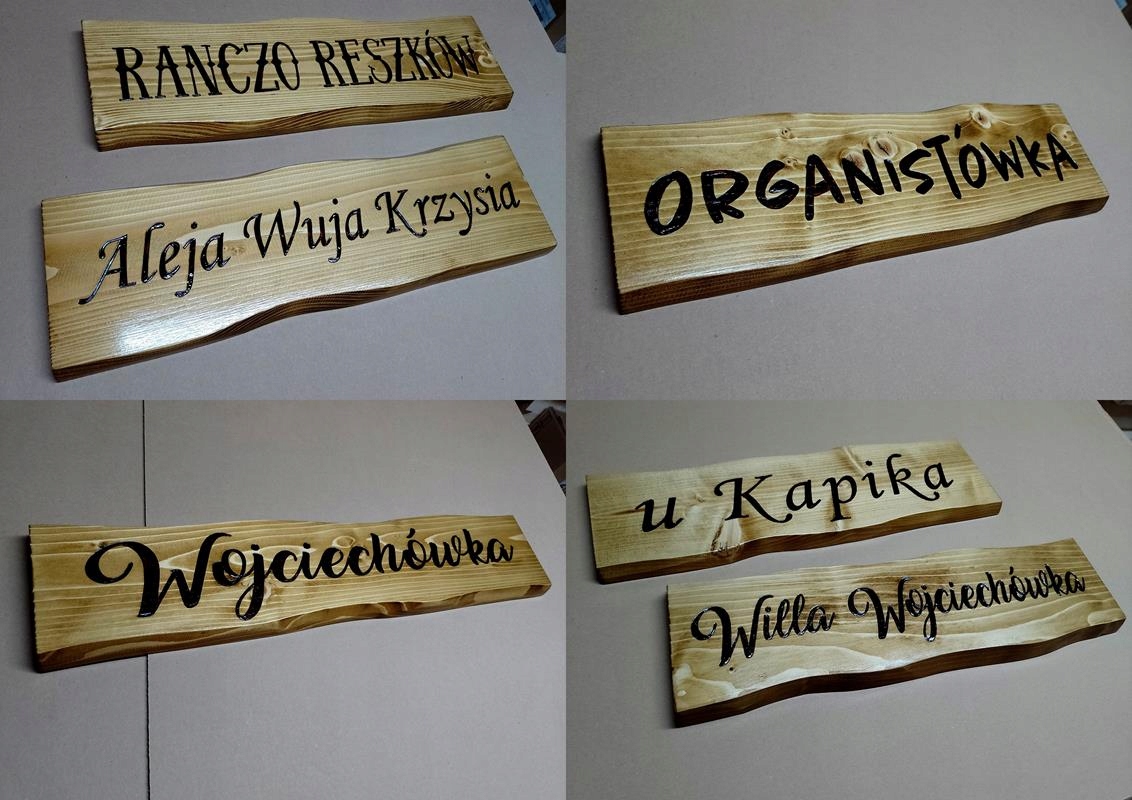 RANCZO RESZKÓW
Aleja Wuja Krzysia
ORGANISTÓWKA
Wojciechówka
u Kapika
Willa Wojciechówka